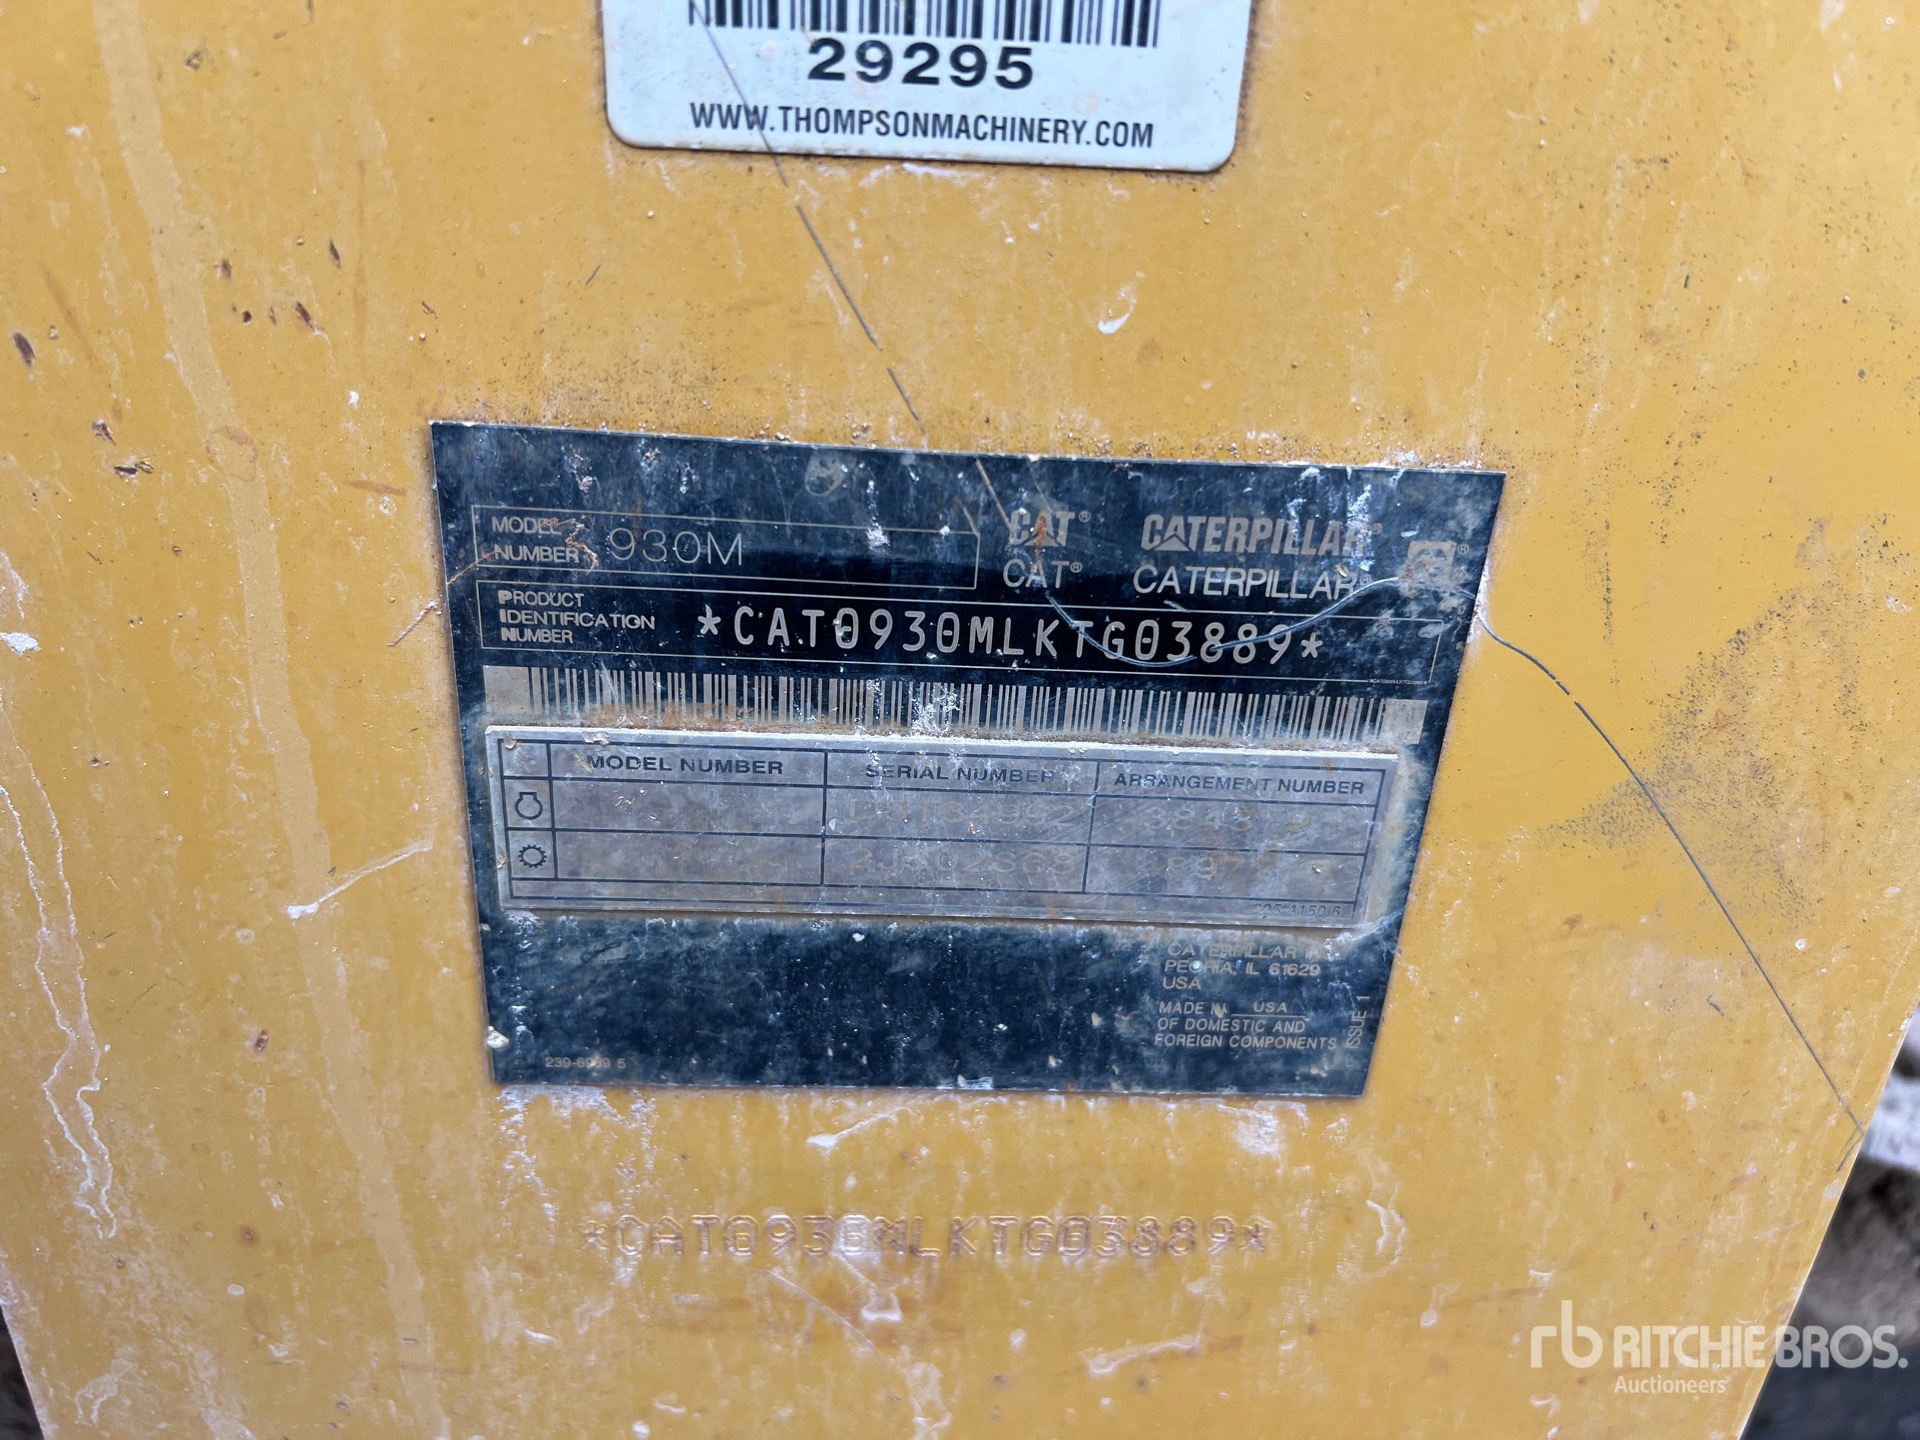 29295
WWW.THOMPSONMACHINERY.COM
MODEL NUMBER 930M
CAT® CATERPILLAR®
CAT® CATERPILLAR®
PRODUCT IDENTIFICATION NUMBER *CAT0930MLKTG03889*
MODEL NUMBER SERIAL NUMBER ARRANGEMENT NUMBER
CATERPILLAR
PEORIA, IL 61629
USA
MADE IN USA
OF DOMESTIC AND
FOREIGN COMPONENTS
ISSUE 1
*CAT0930MLKTG03889*
rb RITCHIE BROS.
Auctioneers